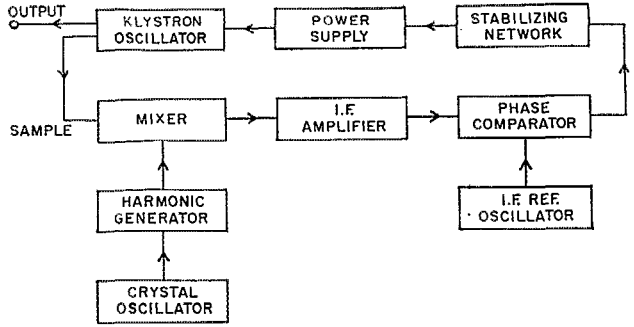 OUTPUT
KLYSTRON
OSCILLATOR
POWER
SUPPLY
STABILIZING
NETWORK
SAMPLE
MIXER
I.F.
AMPLIFIER
PHASE
COMPARATOR
HARMONIC
GENERATOR
I.F. REF.
OSCILLATOR
CRYSTAL
OSCILLATOR